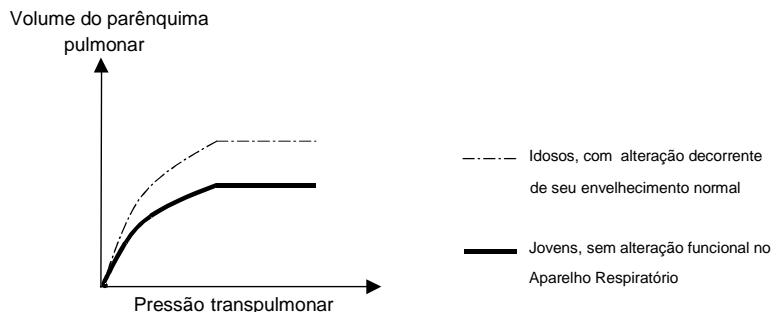 Volume do parênquima
pulmonar
Idosos, com alteração decorrente
de seu envelhecimento normal
Jovens, sem alteração funcional no
Aparelho Respiratório
Pressão transpulmonar